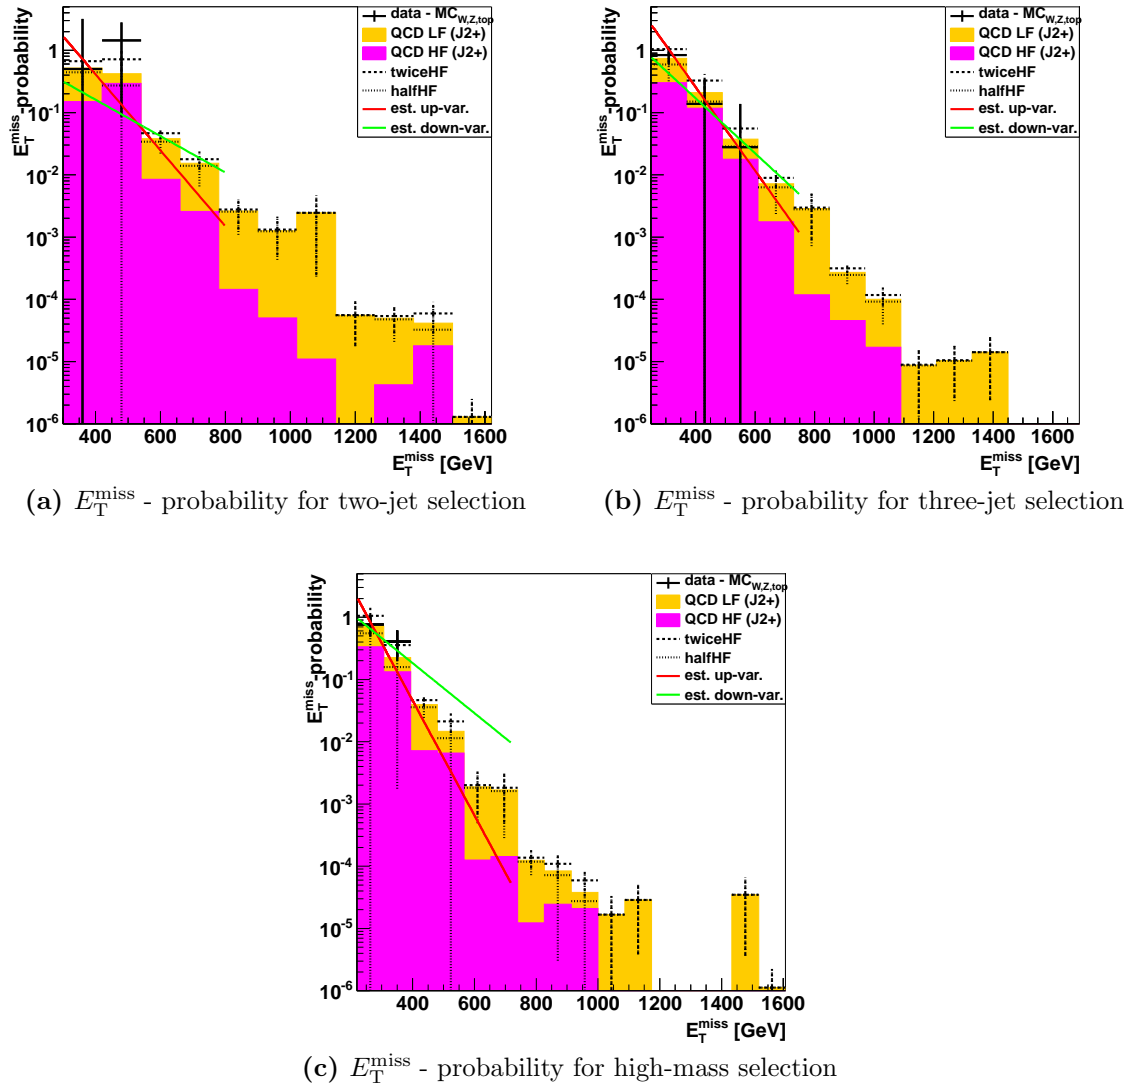 E_T^miss-probability
1
10^-1
10^-2
10^-3
10^-4
10^-5
10^-6
data - MC_W,Z,top
QCD LF (J2+)
QCD HF (J2+)
twiceHF
halfHF
est. up-var.
est. down-var.
400 600 800 1000 1200 1400 1600
E_T^miss [GeV]
(a) E_T^miss - probability for two-jet selection
E_T^miss-probability
1
10^-1
10^-2
10^-3
10^-4
10^-5
10^-6
data - MC_W,Z,top
QCD LF (J2+)
QCD HF (J2+)
twiceHF
halfHF
est. up-var.
est. down-var.
400 600 800 1000 1200 1400 1600
E_T^miss [GeV]
(b) E_T^miss - probability for three-jet selection
E_T^miss-probability
1
10^-1
10^-2
10^-3
10^-4
10^-5
10^-6
data - MC_W,Z,top
QCD LF (J2+)
QCD HF (J2+)
twiceHF
halfHF
est. up-var.
est. down-var.
400 600 800 1000 1200 1400 1600
E_T^miss [GeV]
(c) E_T^miss - probability for high-mass selection